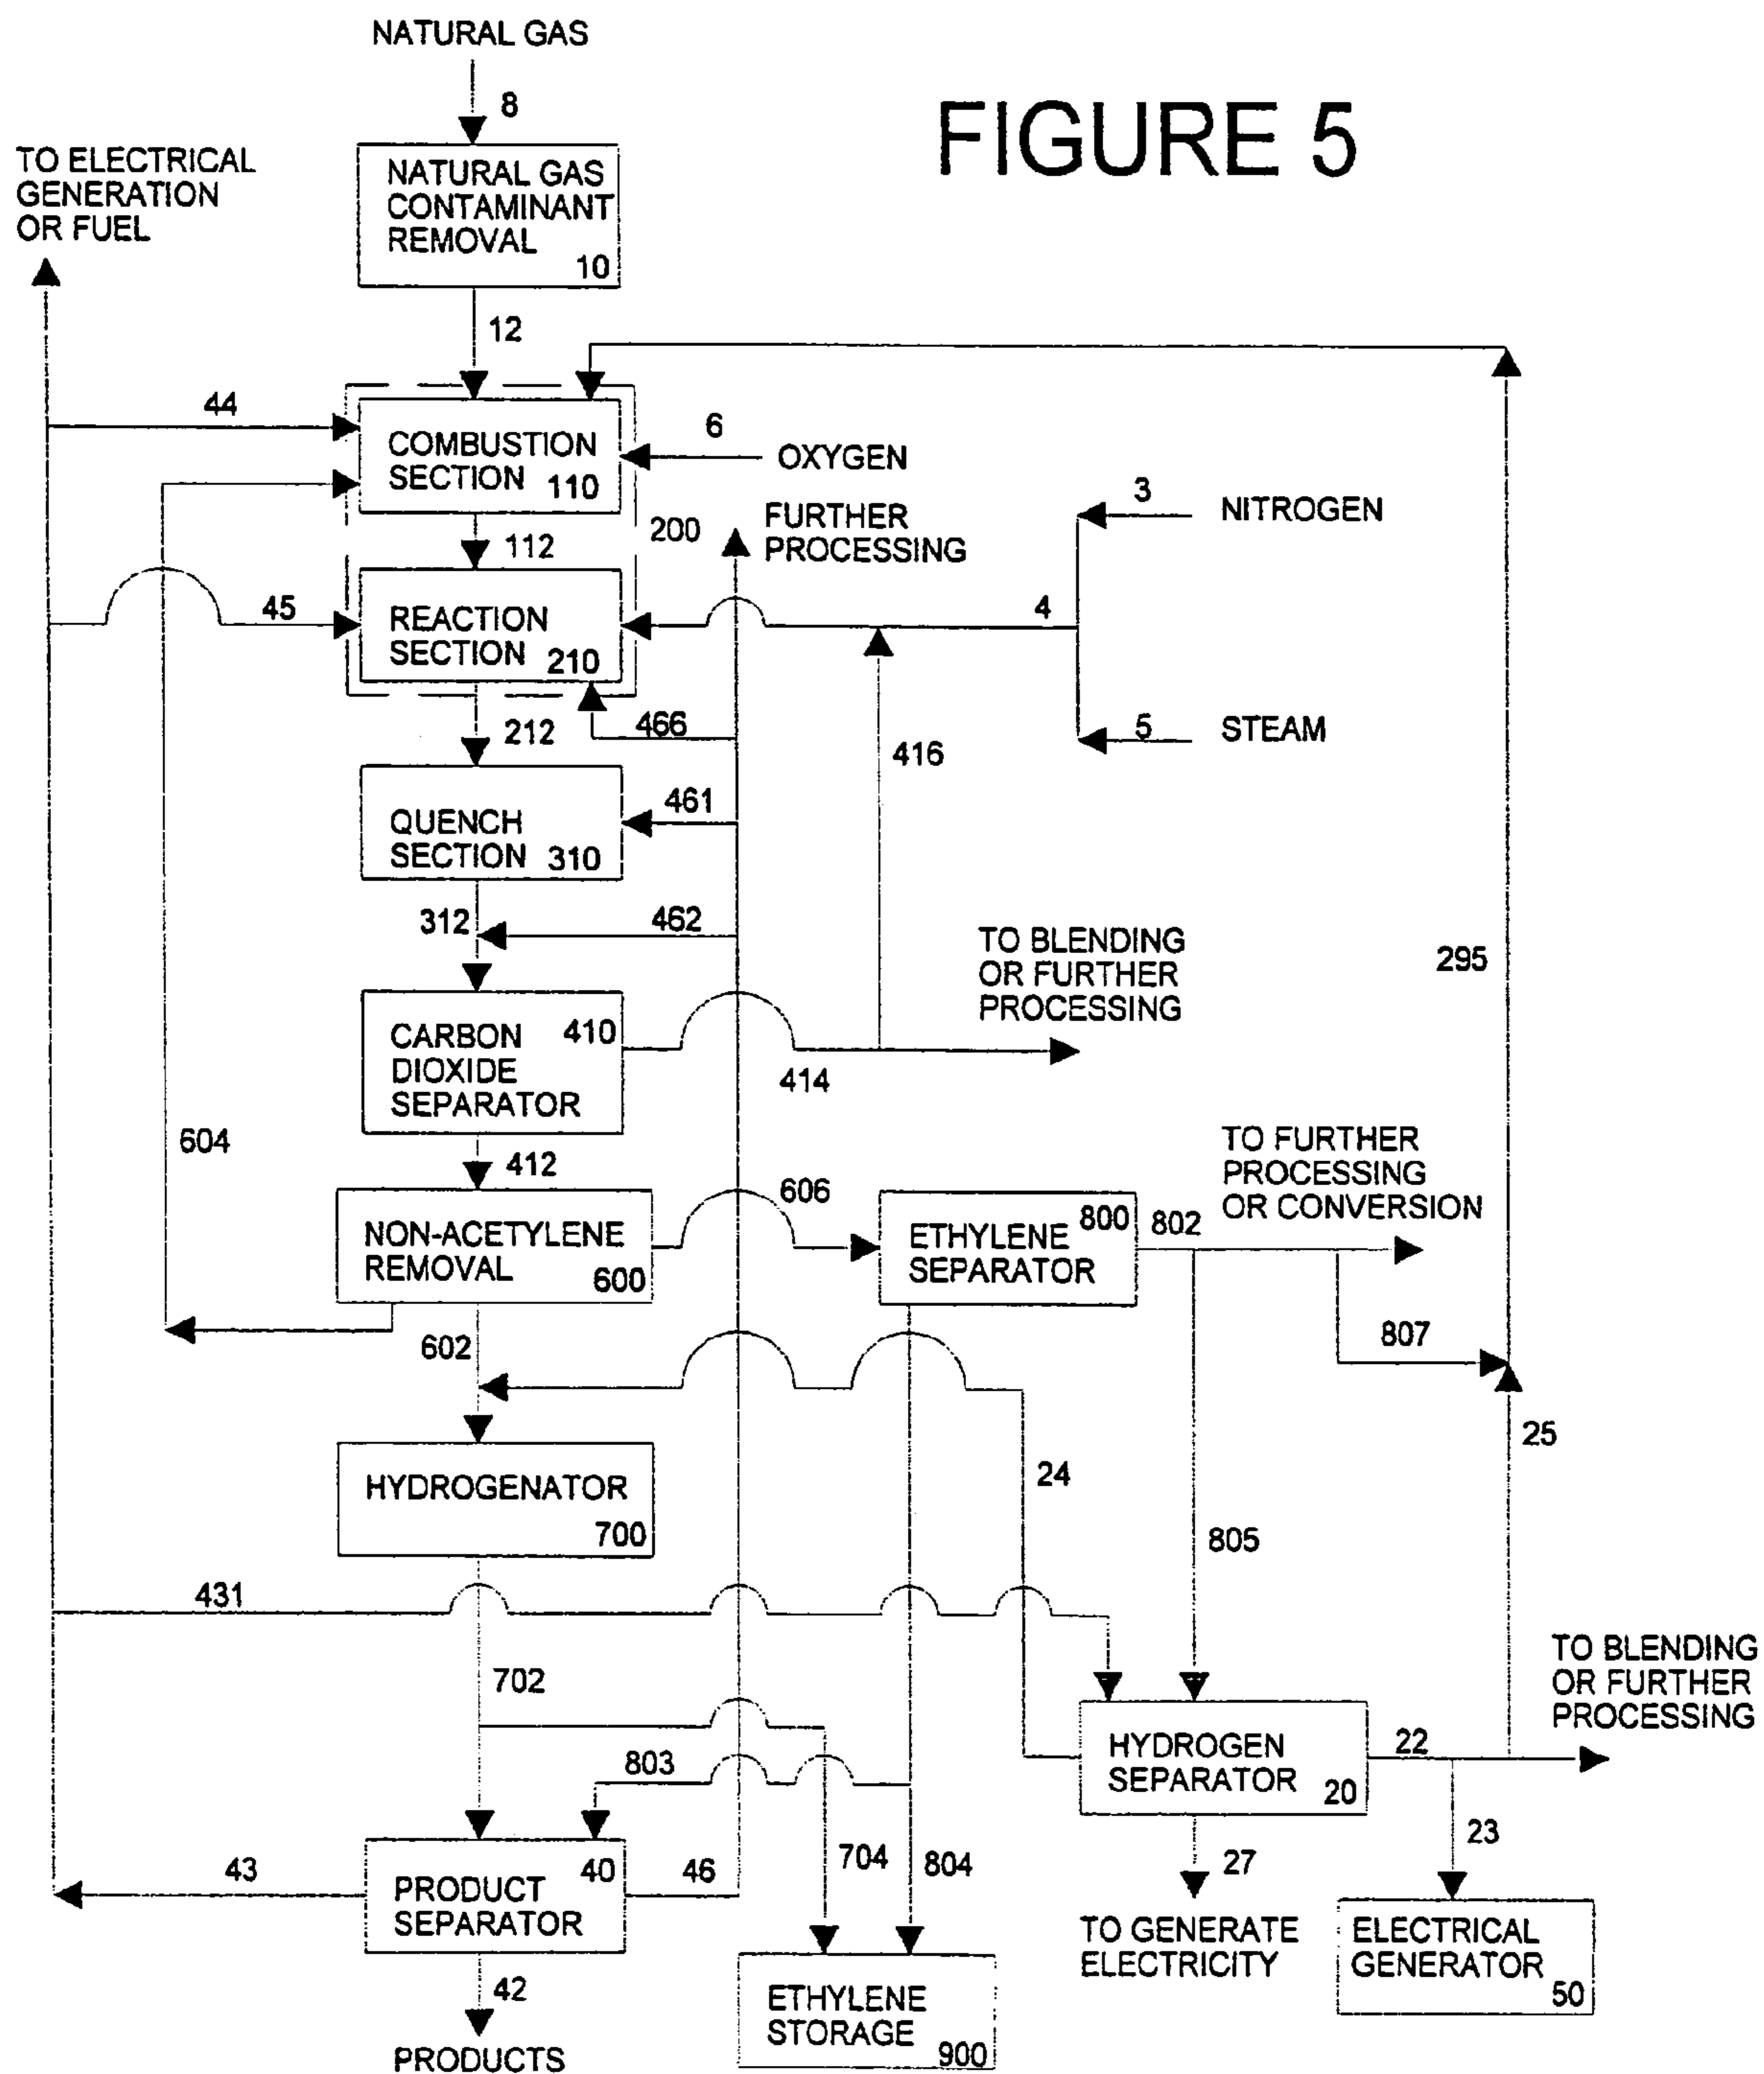 NATURAL GAS
8
FIGURE 5
TO ELECTRICAL
GENERATION
OR FUEL
NATURAL GAS
CONTAMINANT
REMOVAL
10
12
44
COMBUSTION
SECTION
110
6
OXYGEN
3
NITROGEN
200
FURTHER
PROCESSING
112
45
REACTION
SECTION
210
4
212
466
5
STEAM
416
QUENCH
SECTION
310
461
312
462
TO BLENDING
OR FURTHER
PROCESSING
295
CARBON
DIOXIDE
SEPARATOR
410
414
604
412
TO FURTHER
PROCESSING
OR CONVERSION
NON-ACETYLENE
REMOVAL
600
606
ETHYLENE
SEPARATOR
800
802
602
807
25
HYDROGENATOR
700
24
805
431
702
TO BLENDING
OR FURTHER
PROCESSING
803
HYDROGEN
SEPARATOR
20
22
23
43
PRODUCT
SEPARATOR
40
46
704
804
27
TO GENERATE
ELECTRICITY
ELECTRICAL
GENERATOR
50
42
PRODUCTS
ETHYLENE
STORAGE
900